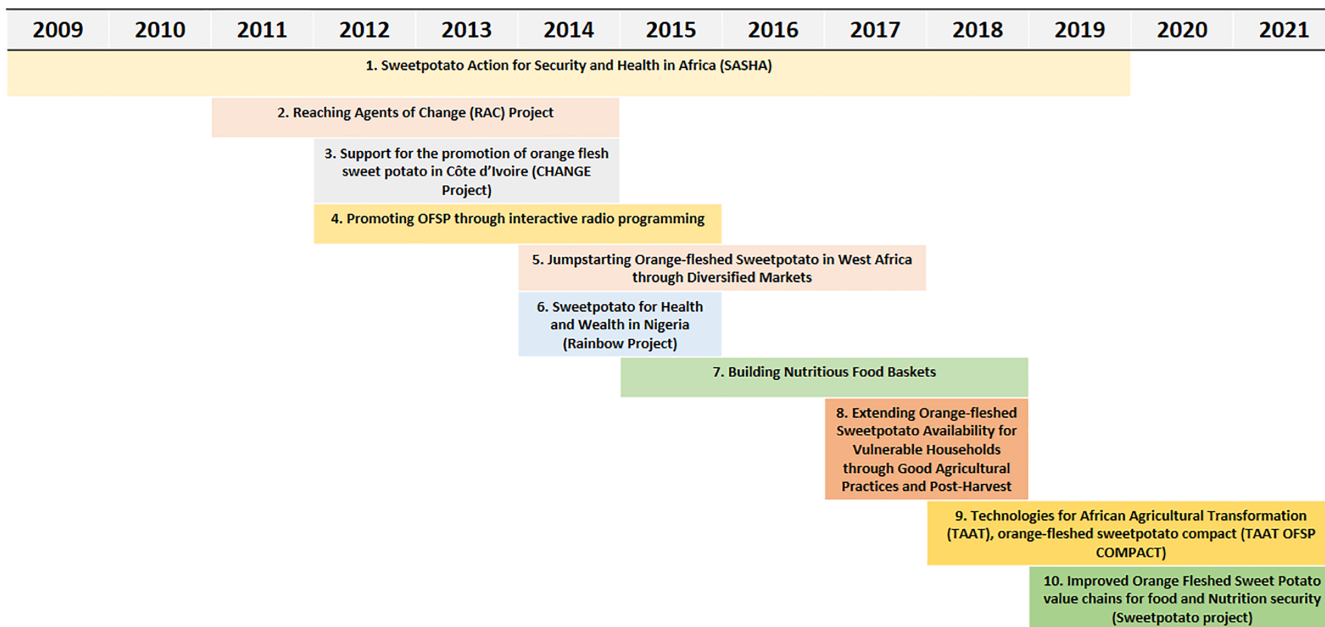 2009 2010 2011 2012 2013 2014 2015 2016 2017 2018 2019 2020 2021
1. Sweetpotato Action for Security and Health in Africa (SASHA)
2. Reaching Agents of Change (RAC) Project
3. Support for the promotion of orange flesh
sweet potato in Côte d’Ivoire (CHANGE
Project)
4. Promoting OFSP through interactive radio programming
5. Jumpstarting Orange-fleshed Sweetpotato in West Africa
through Diversified Markets
6. Sweetpotato for Health
and Wealth in Nigeria
(Rainbow Project)
7. Building Nutritious Food Baskets
8. Extending Orange-fleshed
Sweetpotato Availability for
Vulnerable Households
through Good Agricultural
Practices and Post-Harvest
9. Technologies for African Agricultural Transformation
(TAAT), orange-fleshed sweetpotato compact (TAAT OFSP
COMPACT)
10. Improved Orange Fleshed Sweet Potato
value chains for food and Nutrition security
(Sweetpotato project)